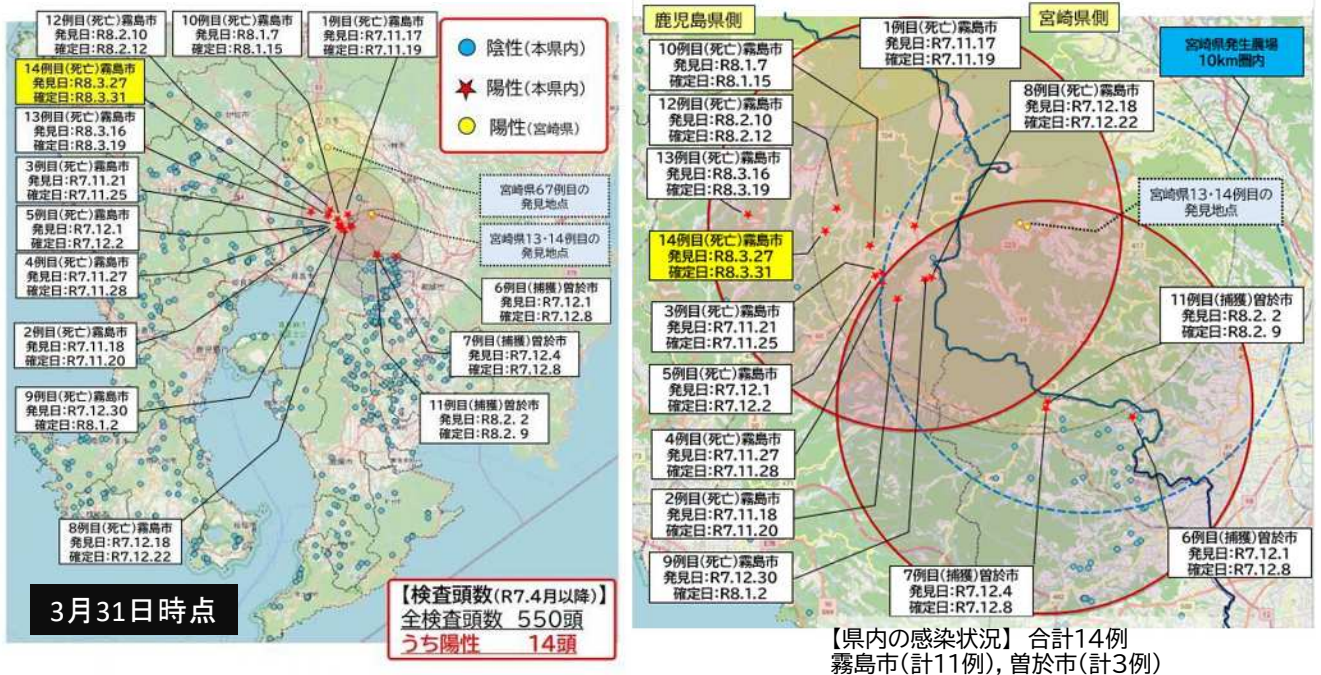 12例目(死亡)霧島市
発見日:R8.2.10
確定日:R8.2.12
10例目(死亡)霧島市
発見日:R8.1.7
確定日:R8.1.15
1例目(死亡)霧島市
発見日:R7.11.17
確定日:R7.11.19
14例目(死亡)霧島市
発見日:R8.3.27
確定日:R8.3.31
13例目(死亡)霧島市
発見日:R8.3.16
確定日:R8.3.19
3例目(死亡)霧島市
発見日:R7.11.21
確定日:R7.11.25
5例目(死亡)霧島市
発見日:R7.12.1
確定日:R7.12.2
4例目(死亡)霧島市
発見日:R7.11.27
確定日:R7.11.28
2例目(死亡)霧島市
発見日:R7.11.18
確定日:R7.11.20
9例目(死亡)霧島市
発見日:R7.12.30
確定日:R8.1.2
8例目(死亡)霧島市
発見日:R7.12.18
確定日:R7.12.22
陰性(本県内)
陽性(本県内)
陽性(宮崎県)
宮崎県67例目の
発見地点
宮崎県13・14例目の
発見地点
6例目(捕獲)曽於市
発見日:R7.12.1
確定日:R7.12.8
7例目(捕獲)曽於市
発見日:R7.12.4
確定日:R7.12.8
11例目(捕獲)曽於市
発見日:R8.2. 2
確定日:R8.2. 9
3月31日時点
【検査頭数(R7.4月以降)】
全検査頭数 550頭
うち陽性 14頭
鹿児島県側
宮崎県側
宮崎県発生農場
10km圏内
1例目(死亡)霧島市
発見日:R7.11.17
確定日:R7.11.19
10例目(死亡)霧島市
発見日:R8.1.7
確定日:R8.1.15
12例目(死亡)霧島市
発見日:R8.2.10
確定日:R8.2.12
13例目(死亡)霧島市
発見日:R8.3.16
確定日:R8.3.19
14例目(死亡)霧島市
発見日:R8.3.27
確定日:R8.3.31
3例目(死亡)霧島市
発見日:R7.11.21
確定日:R7.11.25
5例目(死亡)霧島市
発見日:R7.12.1
確定日:R7.12.2
4例目(死亡)霧島市
発見日:R7.11.27
確定日:R7.11.28
2例目(死亡)霧島市
発見日:R7.11.18
確定日:R7.11.20
9例目(死亡)霧島市
発見日:R7.12.30
確定日:R8.1.2
8例目(死亡)霧島市
発見日:R7.12.18
確定日:R7.12.22
宮崎県13・14例目の
発見地点
11例目(捕獲)曽於市
発見日:R8.2. 2
確定日:R8.2. 9
6例目(捕獲)曽於市
発見日:R7.12.1
確定日:R7.12.8
7例目(捕獲)曽於市
発見日:R7.12.4
確定日:R7.12.8
【県内の感染状況】 合計14例
霧島市(計11例), 曽於市(計3例)